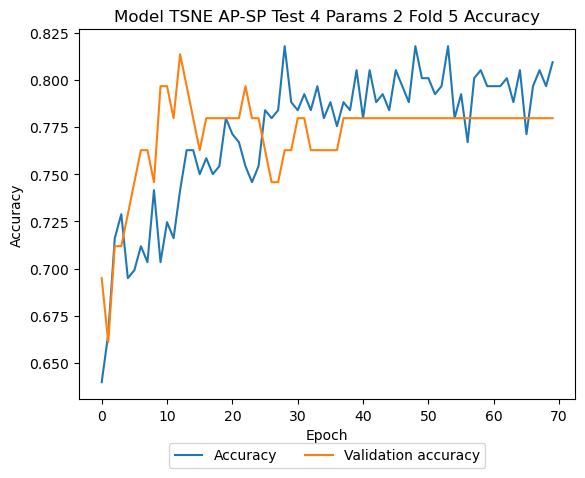 Model TSNE AP-SP Test 4 Params 2 Fold 5 Accuracy
0.825
0.800
0.775
0.750
0.725
0.700
0.675
0.650
Accuracy
0 10 20 30 40 50 60 70
Epoch
Accuracy Validation accuracy